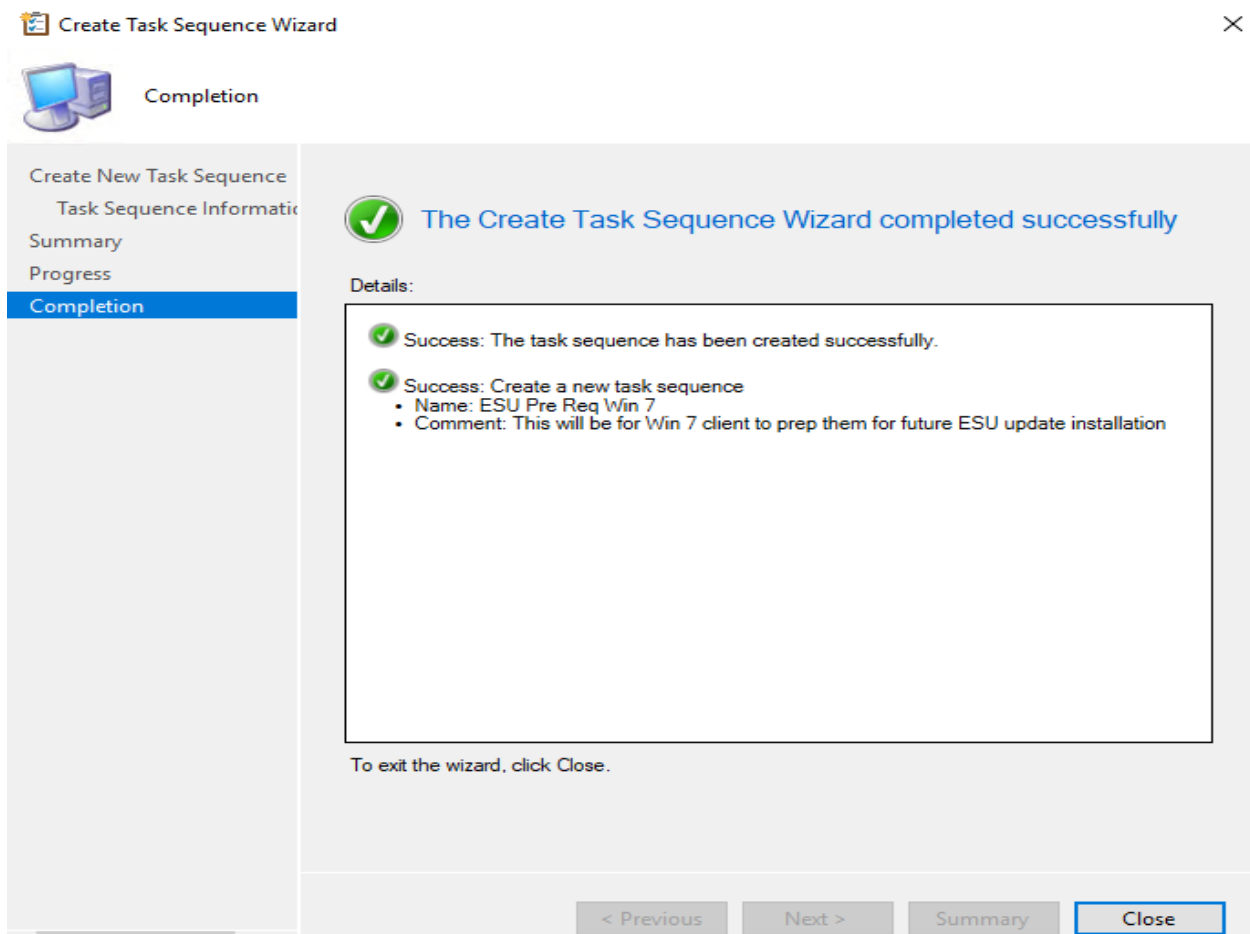 Create Task Sequence Wizard
Completion
Create New Task Sequence
Task Sequence Informatic
Summary
Progress
Completion
The Create Task Sequence Wizard completed successfully
Details:
Success: The task sequence has been created successfully.
Success: Create a new task sequence
• Name: ESU Pre Req Win 7
• Comment: This will be for Win 7 client to prep them for future ESU update installation
To exit the wizard, click Close.
< Previous Next > Summary Close